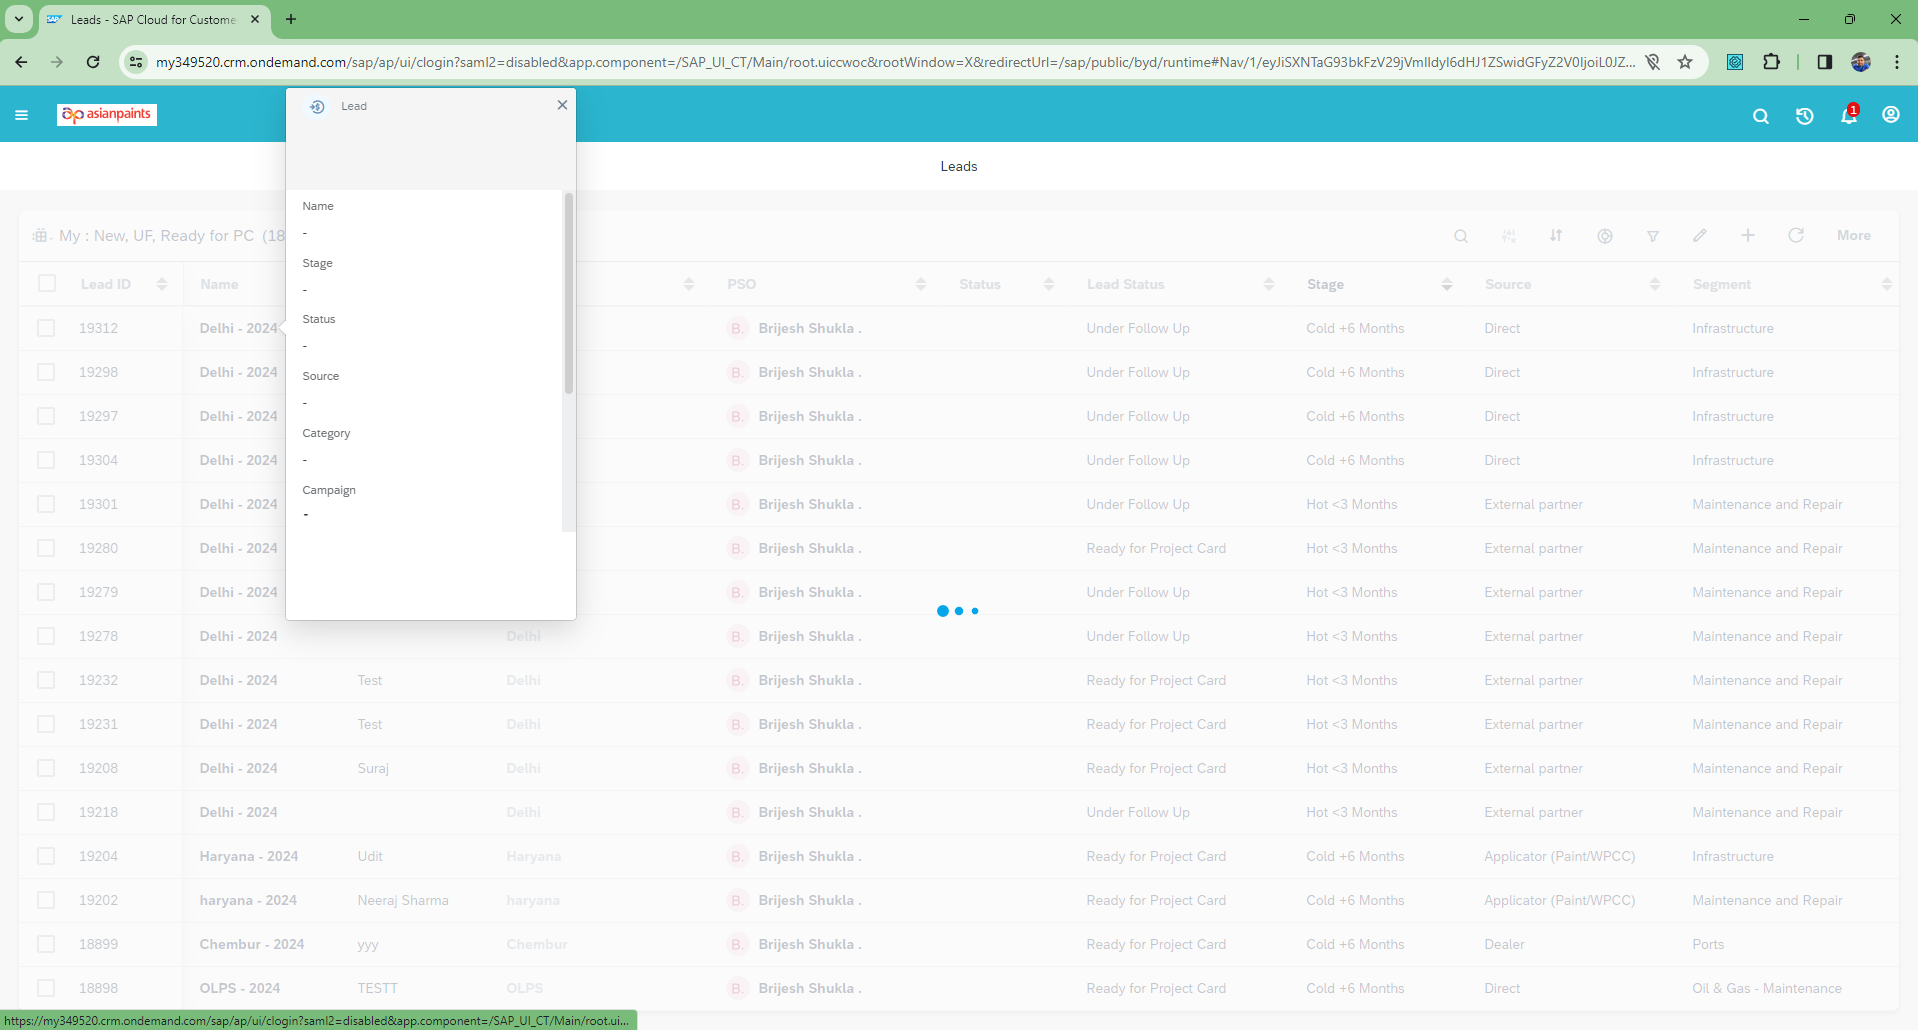 Leads - SAP Cloud for Custome
my349520.crm.ondemand.com/sap/ap/ui/clogin?saml2=disabled&app.component=/SAP_UI_CT/Main/root.uiccwoc&rootWindow=X&redirectUrl=/sap/public/byd/runtime#Nav/1/eyJiSXNTaG93bkFzV29jVmlldyI6dHJ1ZSwidGFyZ2V0IjoiL0JZ...
asianpaints
1
Leads
My : New, UF, Ready for PC (18
More
Lead ID Name PSO Status Lead Status Stage Source Segment
19312 Delhi - 2024 B. Brijesh Shukla . Under Follow Up Cold +6 Months Direct Infrastructure
19298 Delhi - 2024 B. Brijesh Shukla . Under Follow Up Cold +6 Months Direct Infrastructure
19297 Delhi - 2024 B. Brijesh Shukla . Under Follow Up Cold +6 Months Direct Infrastructure
19304 Delhi - 2024 B. Brijesh Shukla . Under Follow Up Cold +6 Months Direct Infrastructure
19301 Delhi - 2024 B. Brijesh Shukla . Under Follow Up Hot <3 Months External partner Maintenance and Repair
19280 Delhi - 2024 B. Brijesh Shukla . Ready for Project Card Hot <3 Months External partner Maintenance and Repair
19279 Delhi - 2024 B. Brijesh Shukla . Under Follow Up Hot <3 Months External partner Maintenance and Repair
19278 Delhi - 2024 Delhi B. Brijesh Shukla . Under Follow Up Hot <3 Months External partner Maintenance and Repair
19232 Delhi - 2024 Test Delhi B. Brijesh Shukla . Ready for Project Card Hot <3 Months External partner Maintenance and Repair
19231 Delhi - 2024 Test Delhi B. Brijesh Shukla . Ready for Project Card Hot <3 Months External partner Maintenance and Repair
19208 Delhi - 2024 Suraj Delhi B. Brijesh Shukla . Ready for Project Card Hot <3 Months External partner Maintenance and Repair
19218 Delhi - 2024 Delhi B. Brijesh Shukla . Under Follow Up Hot <3 Months External partner Maintenance and Repair
19204 Haryana - 2024 Udit Haryana B. Brijesh Shukla . Ready for Project Card Cold +6 Months Applicator (Paint/WPCC) Infrastructure
19202 haryana - 2024 Neeraj Sharma haryana B. Brijesh Shukla . Ready for Project Card Cold +6 Months Applicator (Paint/WPCC) Maintenance and Repair
18899 Chembur - 2024 yyy Chembur B. Brijesh Shukla . Ready for Project Card Cold +6 Months Dealer Ports
18898 OLPS - 2024 TESTT OLPS B. Brijesh Shukla . Ready for Project Card Cold +6 Months Direct Oil & Gas - Maintenance
Lead
Name
-
Stage
-
Status
-
Source
-
Category
-
Campaign
-
https://my349520.crm.ondemand.com/sap/ap/ui/clogin?saml2=disabled&app.component=/SAP_UI_CT/Main/root.ui...